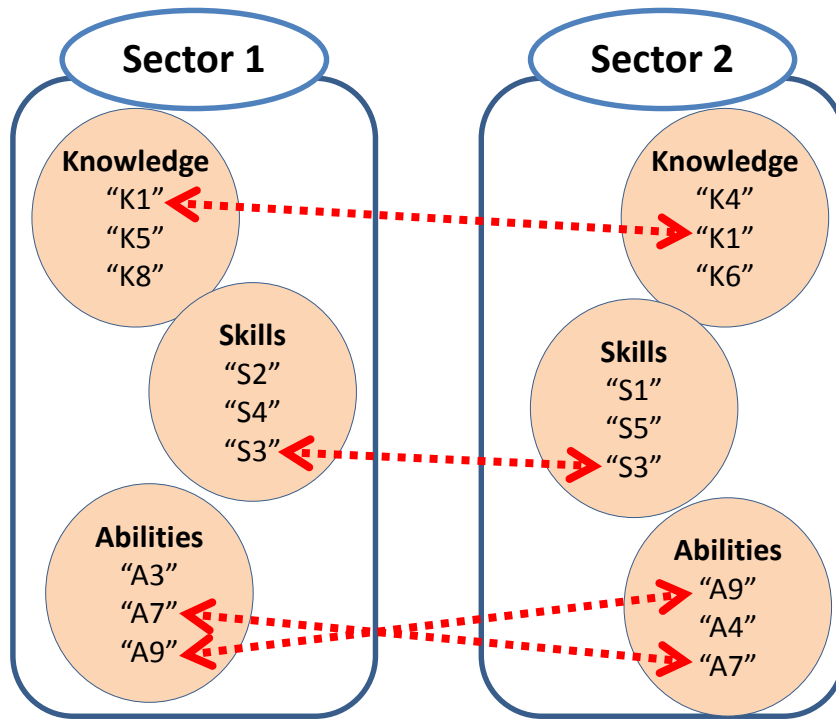 Sector 1
Knowledge
“K1”
“K5”
“K8”
Skills
“S2”
“S4”
“S3”
Abilities
“A3”
“A7”
“A9”
Sector 2
Knowledge
“K4”
“K1”
“K6”
Skills
“S1”
“S5”
“S3”
Abilities
“A9”
“A4”
“A7”